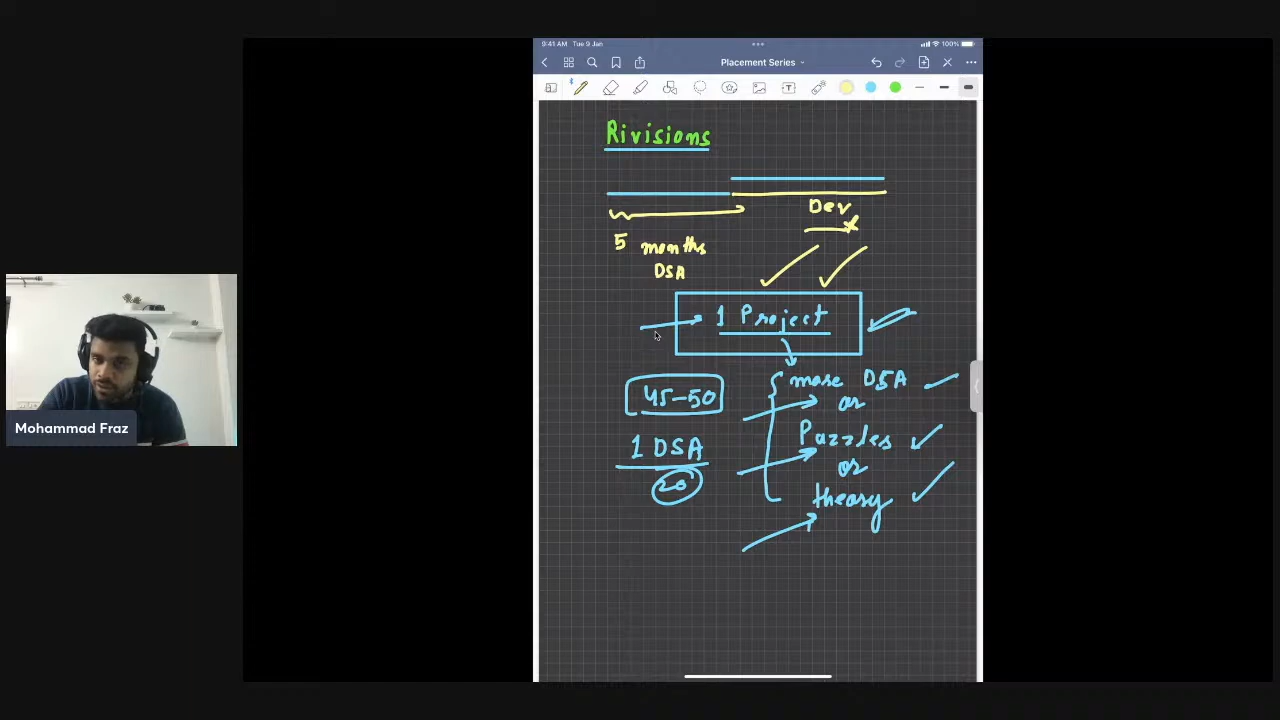 9:41 AM Tue 9 Jan
100%
Placement Series
T
Rivisions
Dev
5 months
DSA
1 Project
45-50
more DSA
or
1 DSA
Puzzles
or
20
theory
Mohammad Fraz